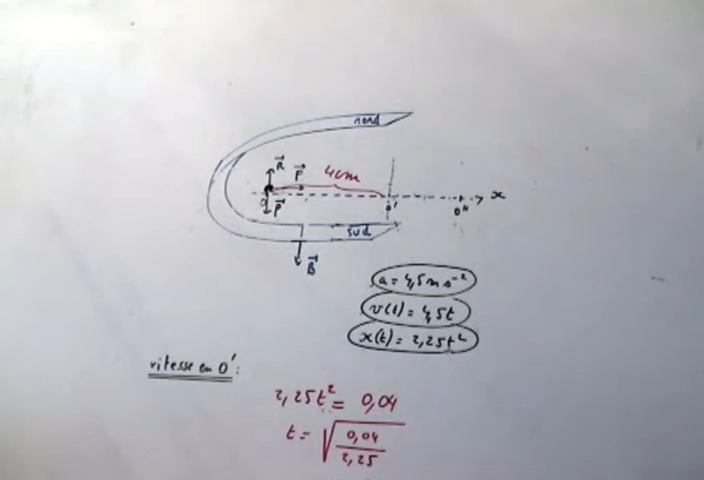 nord
R⃗
F⃗
4cm
x
O
P⃗
O'
O"
sud
B⃗
a = 4,5 m s⁻²
v(t) = 4,5t
x(t) = 2,25t²
vitesse en O' :
2,25t² = 0,04
t = √(0,04 / 2,25)